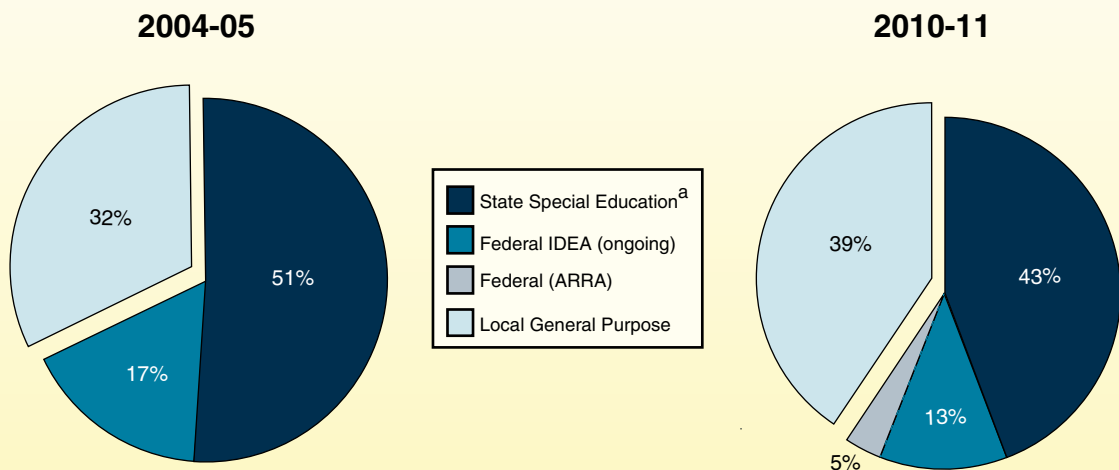 2004-05
2010-11
32%
51%
17%
State Special Education^a
Federal IDEA (ongoing)
Federal (ARRA)
Local General Purpose
39%
43%
13%
5%